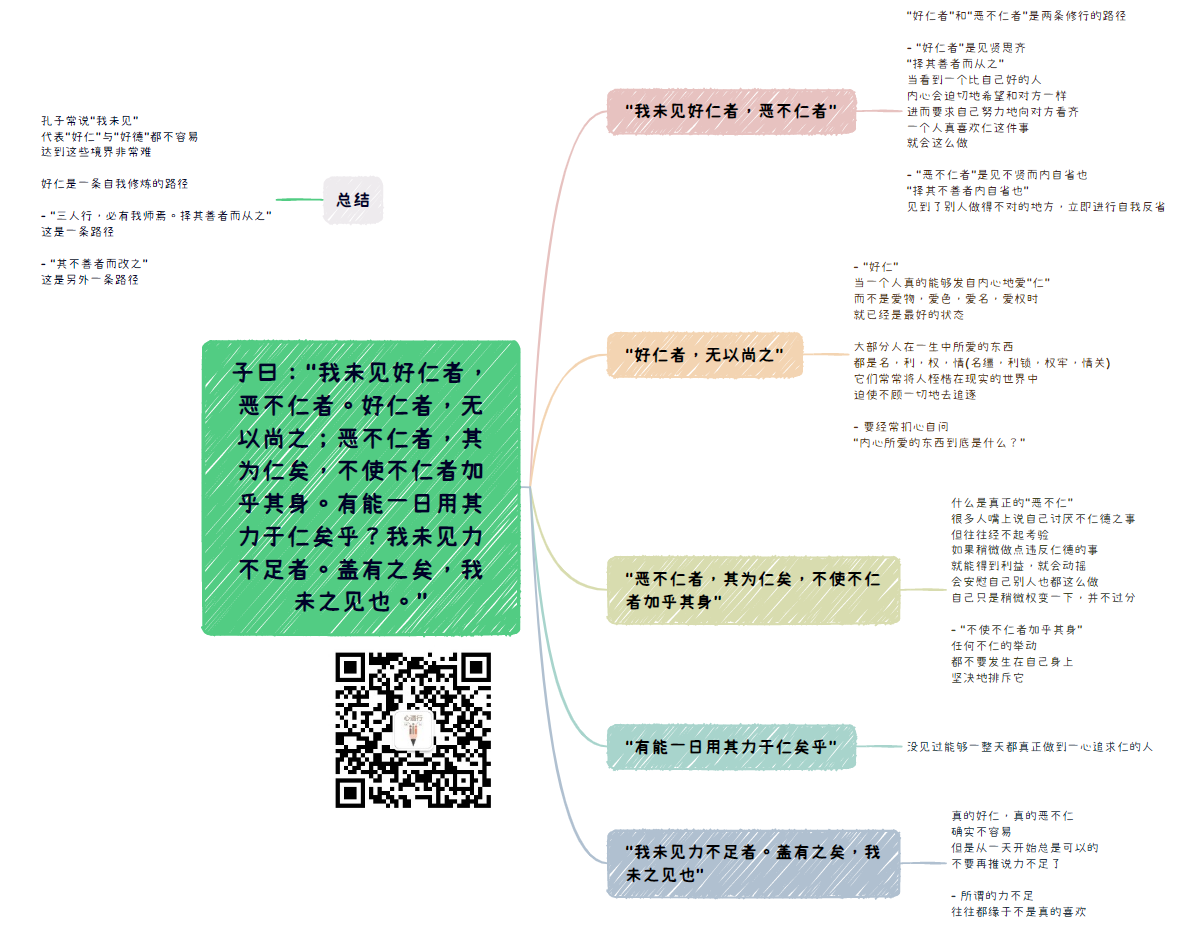 子曰："我未见好仁者，
恶不仁者。好仁者，无
以尚之；恶不仁者，其
为仁矣，不使不仁者加
乎其身。有能一日用其
力于仁矣乎？我未见力
不足者。盖有之矣，我
未之见也。"
心道行
"我未见好仁者，恶不仁者"
"好仁者"和"恶不仁者"是两条修行的路径
- "好仁者"是见贤思齐
"择其善者而从之"
当看到一个比自己好的人
内心会迫切地希望和对方一样
进而要求自己努力地向对方看齐
一个人真喜欢仁这件事
就会这么做
- "恶不仁者"是见不贤而内自省也
"择其不善者内自省也"
见到了别人做得不对的地方，立即进行自我反省
"好仁者，无以尚之"
- "好仁"
当一个人真的能够发自内心地爱"仁"
而不是爱物，爱色，爱名，爱权时
就已经是最好的状态
大部分人在一生中所爱的东西
都是名，利，权，情(名缰，利锁，权军，情关)
它们常常将人桎梏在现实的世界中
迫使不顾一切地去追逐
- 要经常扪心自问
"内心所爱的东西到底是什么？"
"恶不仁者，其为仁矣，不使不仁
者加乎其身"
什么是真正的"恶不仁"
很多人嘴上说自己讨厌不仁德之事
但往往经不起考验
如果稍微做点违反仁德的事
就能得到利益，就会动摇
会安慰自己别人也都这么做
自己只是稍微权变一下，并不过分
- "不使不仁者加乎其身"
任何不仁的举动
都不要发生在自己身上
坚决地排斥它
"有能一日用其力于仁矣乎"
没见过能够一整天都真正做到一心追求仁的人
"我未见力不足者。盖有之矣，我
未之见也"
真的好仁，真的恶不仁
确实不容易
但是从一天开始总是可以的
不要再推说力不足了
- 所谓的力不足
往往都缘于不是真的喜欢
总结
孔子常说"我未见"
代表"好仁"与"好德"都不容易
达到这些境界非常难
好仁是一条自我修炼的路径
- "三人行，必有我师焉。择其善者而从之"
这是一条路径
- "其不善者而改之"
这是另外一条路径